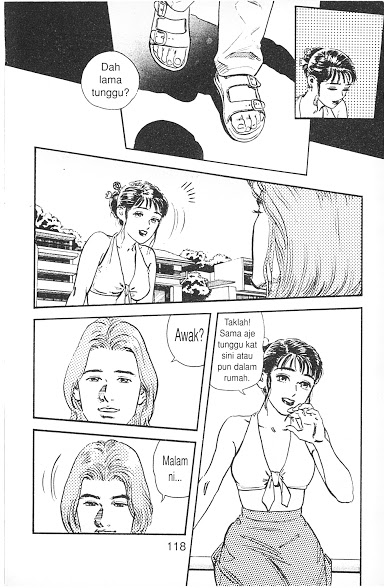 Dah
lama
tunggu?
Awak?
Taklah!
Sama aje
tunggu kat
sini atau
pun dalam
rumah.
Malam
ni...
118